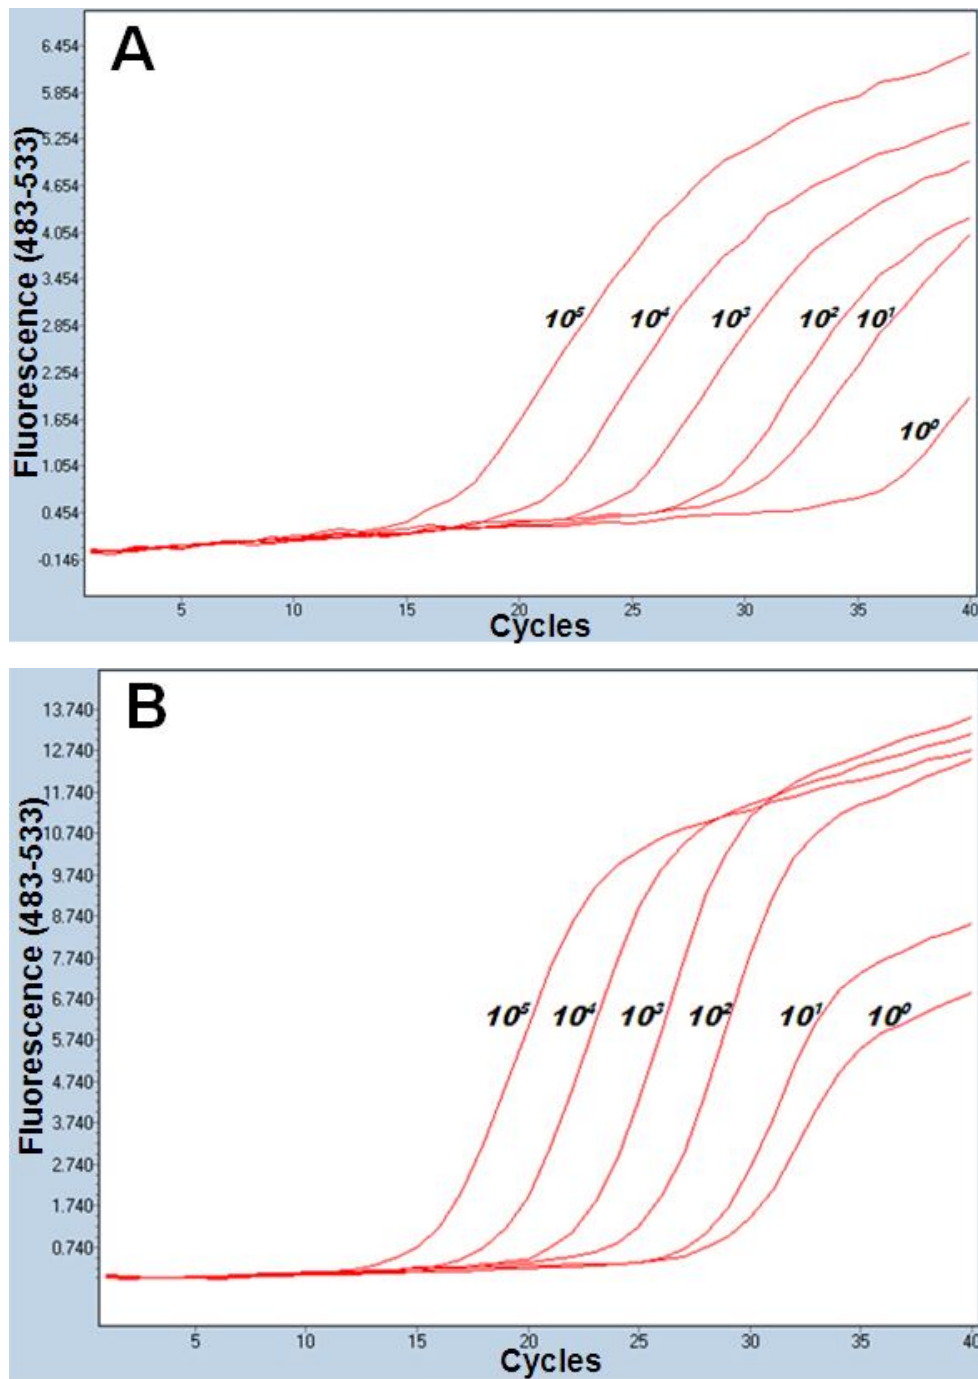 A
6.454
5.854
5.254
4.654
4.054
3.454
2.854
2.254
1.654
1.054
0.454
-0.146
Fluorescence (483-533)
10⁵ 10⁴ 10³ 10² 10¹
10⁰
5 10 15 20 25 30 35 40
Cycles
B
13.740
12.740
11.740
10.740
9.740
8.740
7.740
6.740
5.740
4.740
3.740
2.740
1.740
0.740
Fluorescence (483-533)
10⁵ 10⁴ 10³ 10² 10¹ 10⁰
5 10 15 20 25 30 35 40
Cycles